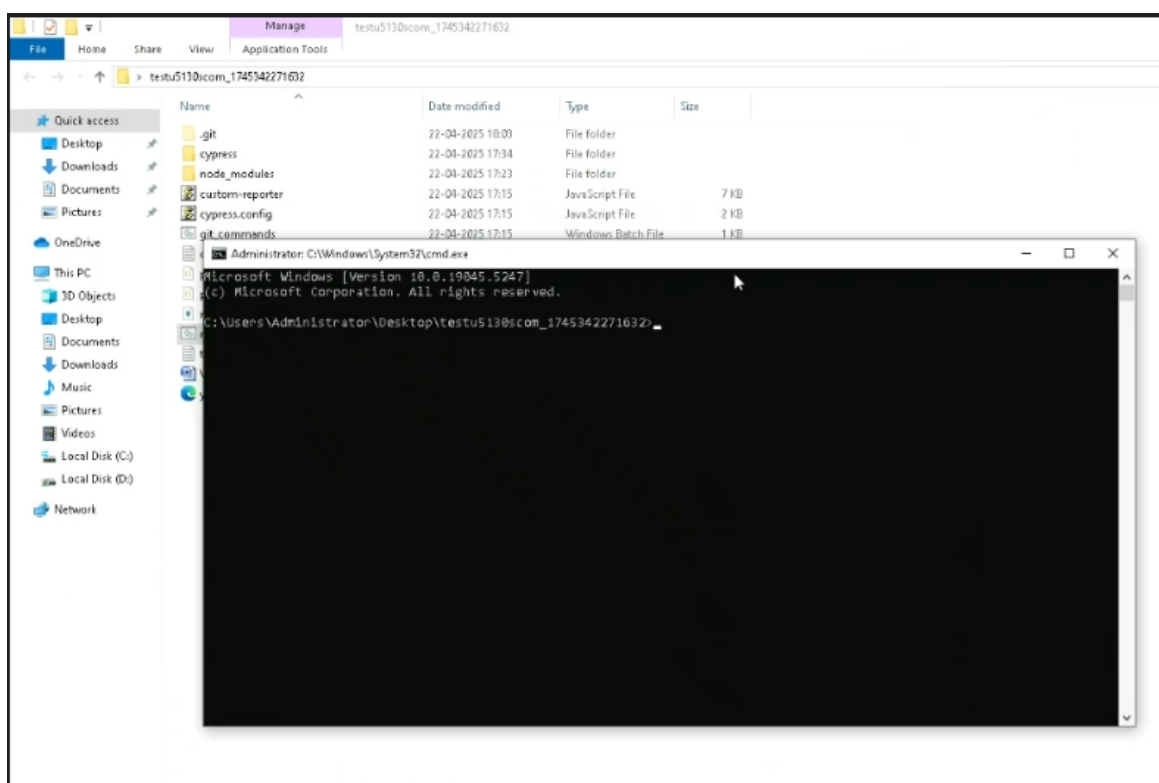 Manage
testu5130scom_1745342271632
File Home Share View Application Tools
testu5130scom_1745342271632
Name Date modified Type Size
Quick access
Desktop
Downloads
Documents
Pictures
OneDrive
This PC
3D Objects
Desktop
Documents
Downloads
Music
Pictures
Videos
Local Disk (C:)
Local Disk (D:)
Network
.git 22-04-2025 18:03 File folder
cypress 22-04-2025 17:34 File folder
node_modules 22-04-2025 17:23 File folder
custom-reporter 22-04-2025 17:15 JavaScript File 7 KB
cypress.config 22-04-2025 17:15 JavaScript File 2 KB
git_commands 22-04-2025 17:15 Windows Batch File 1 KB
Administrator: C:\Windows\System32\cmd.exe
Microsoft Windows [Version 10.0.19045.5247]
(c) Microsoft Corporation. All rights reserved.
C:\Users\Administrator\Desktop\testu5130scom_1745342271632>